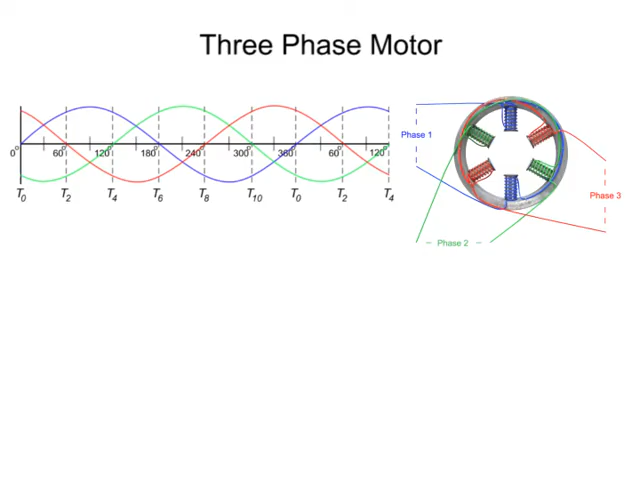 Three Phase Motor
0° 60° 120° 180° 240° 300° 360° 60° 120°
T0 T2 T4 T6 T8 T10 T0 T2 T4
Phase 1
Phase 3
Phase 2